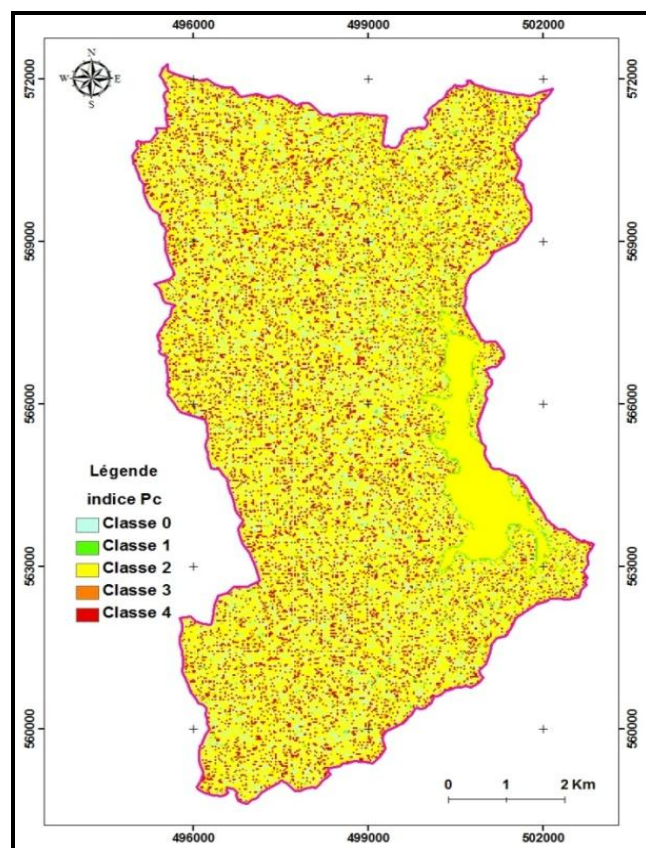 496000 499000 502000
N
W E
S
572000 572000
569000 569000
566000 566000
563000 563000
560000 560000
Légende
indice Pc
Classe 0
Classe 1
Classe 2
Classe 3
Classe 4
0 1 2 Km
496000 499000 502000